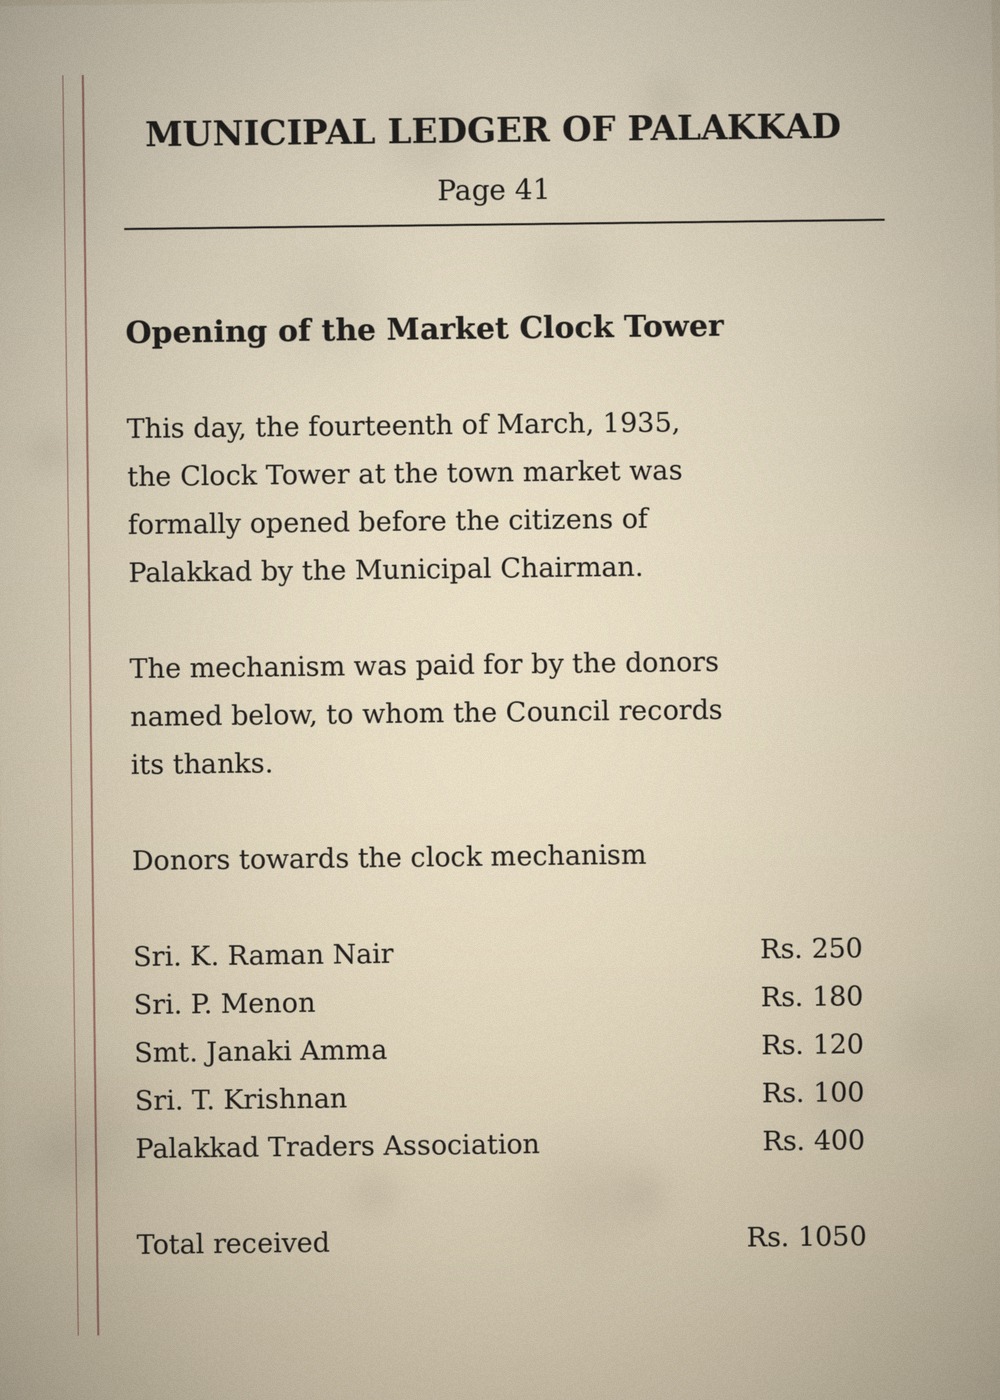 MUNICIPAL LEDGER OF PALAKKAD
Page 41
Opening of the Market Clock Tower
This day, the fourteenth of March, 1935,
the Clock Tower at the town market was
formally opened before the citizens of
Palakkad by the Municipal Chairman.
The mechanism was paid for by the donors
named below, to whom the Council records
its thanks.
Donors towards the clock mechanism
Sri. K. Raman Nair Rs. 250
Sri. P. Menon Rs. 180
Smt. Janaki Amma Rs. 120
Sri. T. Krishnan Rs. 100
Palakkad Traders Association Rs. 400
Total received Rs. 1050